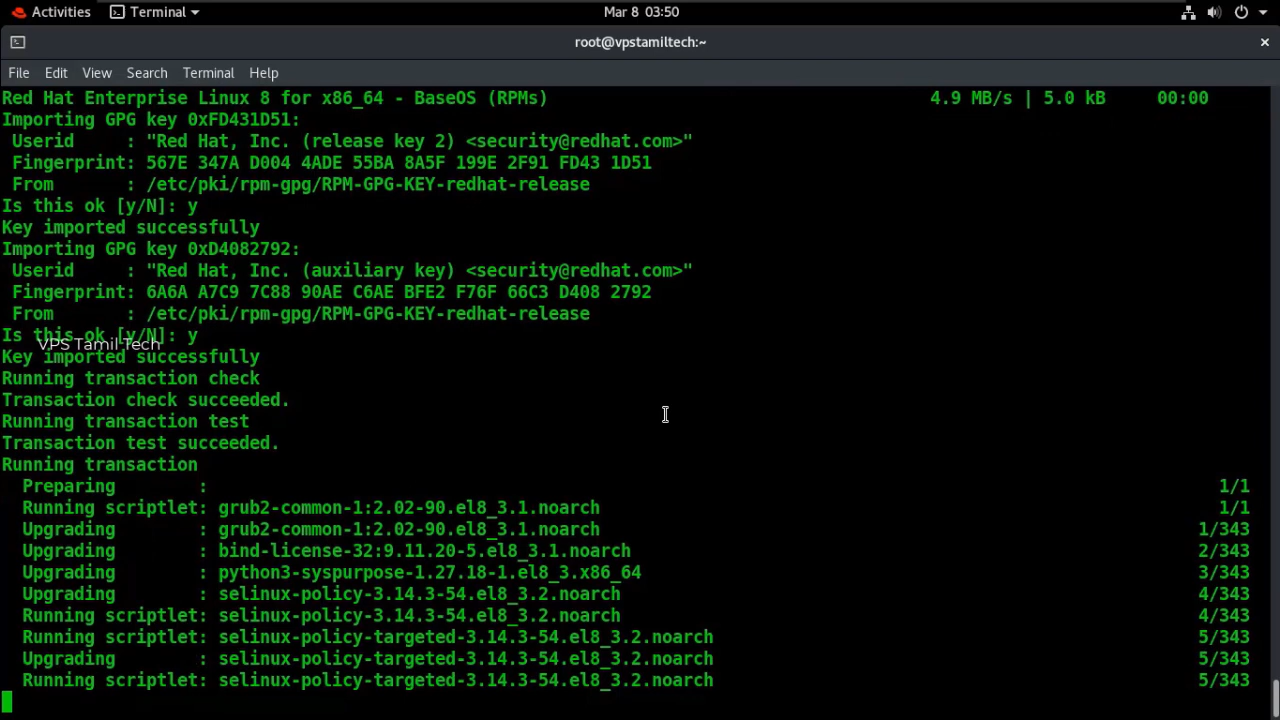 Activities Terminal Mar 8 03:50
root@vpstamiltech:~
File Edit View Search Terminal Help
Red Hat Enterprise Linux 8 for x86_64 - BaseOS (RPMs) 4.9 MB/s | 5.0 kB 00:00
Importing GPG key 0xFD431D51:
Userid : "Red Hat, Inc. (release key 2) <security@redhat.com>"
Fingerprint: 567E 347A D004 4ADE 55BA 8A5F 199E 2F91 FD43 1D51
From : /etc/pki/rpm-gpg/RPM-GPG-KEY-redhat-release
Is this ok [y/N]: y
Key imported successfully
Importing GPG key 0xD4082792:
Userid : "Red Hat, Inc. (auxiliary key) <security@redhat.com>"
Fingerprint: 6A6A A7C9 7C88 90AE C6AE BFE2 F76F 66C3 D408 2792
From : /etc/pki/rpm-gpg/RPM-GPG-KEY-redhat-release
Is this ok [y/N]: y
VPS Tamil Tech
Key imported successfully
Running transaction check
Transaction check succeeded.
Running transaction test
Transaction test succeeded.
Running transaction
Preparing : 1/1
Running scriptlet: grub2-common-1:2.02-90.el8_3.1.noarch 1/1
Upgrading : grub2-common-1:2.02-90.el8_3.1.noarch 1/343
Upgrading : bind-license-32:9.11.20-5.el8_3.1.noarch 2/343
Upgrading : python3-syspurpose-1.27.18-1.el8_3.x86_64 3/343
Upgrading : selinux-policy-3.14.3-54.el8_3.2.noarch 4/343
Running scriptlet: selinux-policy-3.14.3-54.el8_3.2.noarch 4/343
Running scriptlet: selinux-policy-targeted-3.14.3-54.el8_3.2.noarch 5/343
Upgrading : selinux-policy-targeted-3.14.3-54.el8_3.2.noarch 5/343
Running scriptlet: selinux-policy-targeted-3.14.3-54.el8_3.2.noarch 5/343